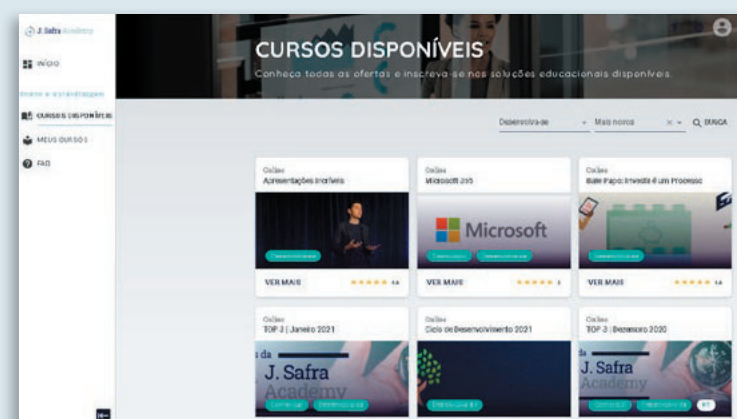 J. Safra Academy
INÍCIO
CURSOS DISPONÍVEIS
MEUS CURSOS
FAQ
CURSOS DISPONÍVEIS
Conheça todas as ofertas e inscreva-se nas soluções educacionais disponíveis.
Desenvolva-se
Mais novos
BUSCA
Online
Apresentações Incríveis
VER MAIS
Online
Microsoft 365
Microsoft
VER MAIS
Online
Bate Papo: Investir é um Processo
VER MAIS
Online
TOP 3 | Janeiro 2021
da
J. Safra
Academy
Online
Ciclo de Desenvolvimento 2021
Online
TOP 3 | Dezembro 2020
s da
J. Safra
Academy